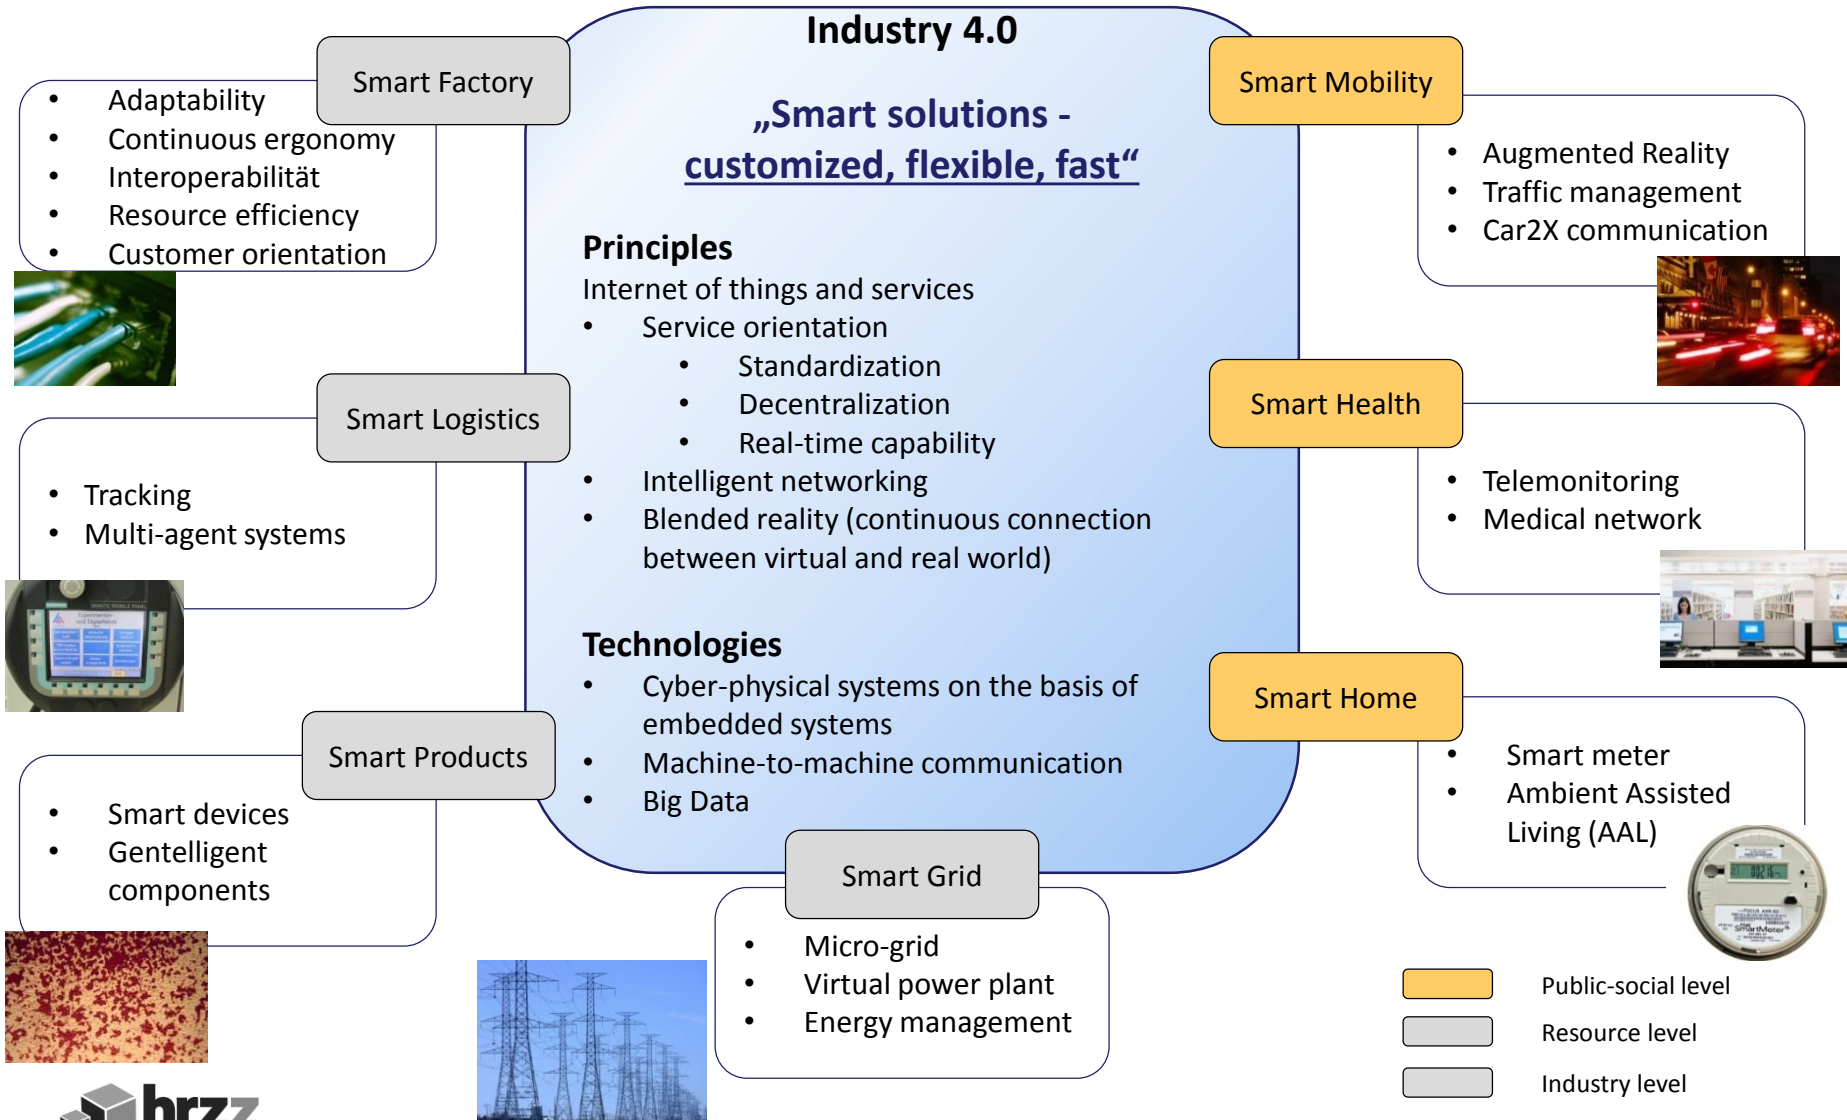 Industry 4.0
„Smart solutions -
customized, flexible, fast“
Principles
Internet of things and services
• Service orientation
• Standardization
• Decentralization
• Real-time capability
• Intelligent networking
• Blended reality (continuous connection
between virtual and real world)
Technologies
• Cyber-physical systems on the basis of
embedded systems
• Machine-to-machine communication
• Big Data
Smart Factory
• Adaptability
• Continuous ergonomy
• Interoperabilität
• Resource efficiency
• Customer orientation
Smart Logistics
• Tracking
• Multi-agent systems
SIMATIC MOBILE PANEL
Smart Products
• Smart devices
• Gentelligent
components
Smart Grid
• Micro-grid
• Virtual power plant
• Energy management
Smart Mobility
• Augmented Reality
• Traffic management
• Car2X communication
Smart Health
• Telemonitoring
• Medical network
Smart Home
• Smart meter
• Ambient Assisted
Living (AAL)
SmartMeter
Public-social level
Resource level
Industry level
hrzz